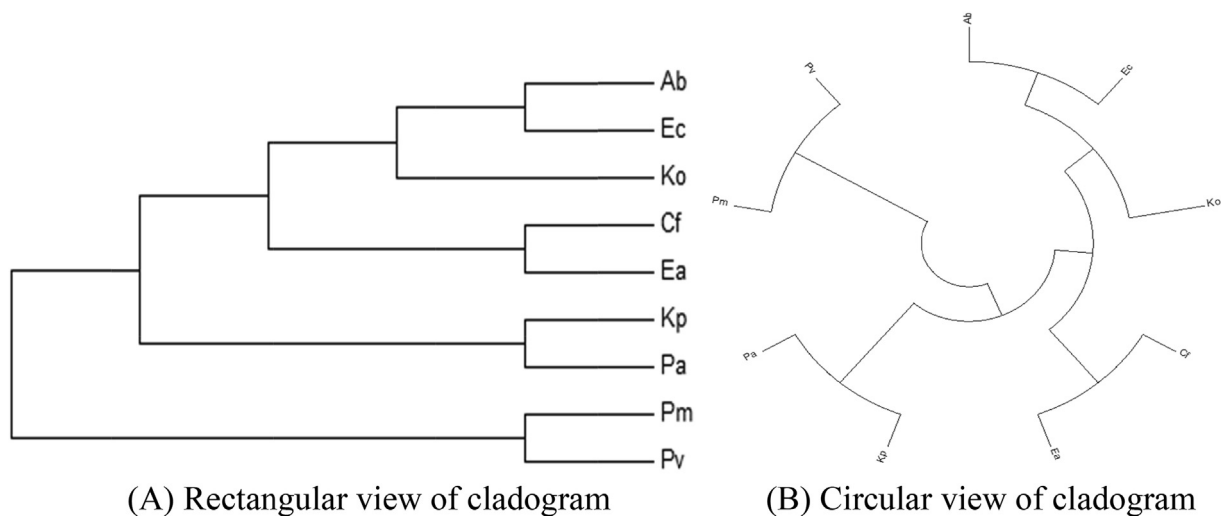 Ab
Ec
Ko
Cf
Ea
Kp
Pa
Pm
Pv
(A) Rectangular view of cladogram
Ab
Ec
Pv
Pm
Ko
Pa
Cf
Kp
Ea
(B) Circular view of cladogram